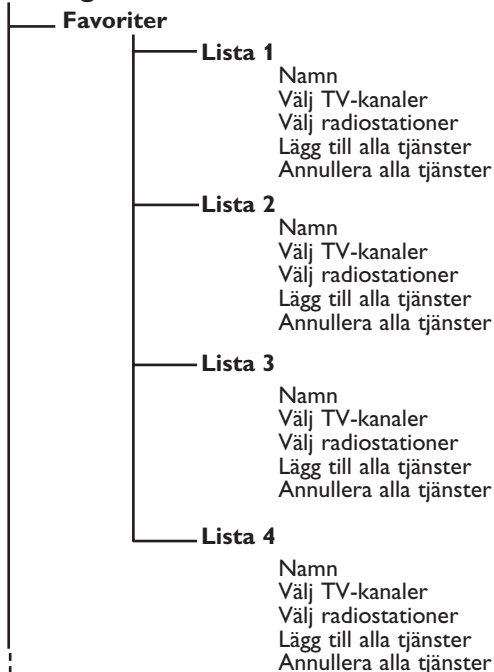 Favoriter
Lista 1
Namn
Välj TV-kanaler
Välj radiostationer
Lägg till alla tjänster
Annullera alla tjänster
Lista 2
Namn
Välj TV-kanaler
Välj radiostationer
Lägg till alla tjänster
Annullera alla tjänster
Lista 3
Namn
Välj TV-kanaler
Välj radiostationer
Lägg till alla tjänster
Annullera alla tjänster
Lista 4
Namn
Välj TV-kanaler
Välj radiostationer
Lägg till alla tjänster
Annullera alla tjänster